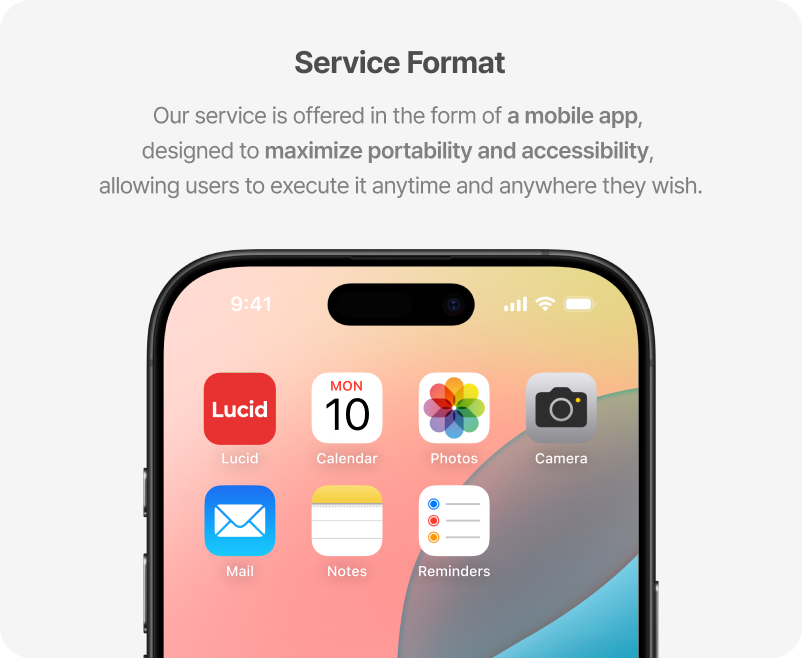 Service Format
Our service is offered in the form of a mobile app,
designed to maximize portability and accessibility,
allowing users to execute it anytime and anywhere they wish.
9:41
Lucid
MON
10
Lucid
Calendar
Photos
Camera
Mail
Notes
Reminders